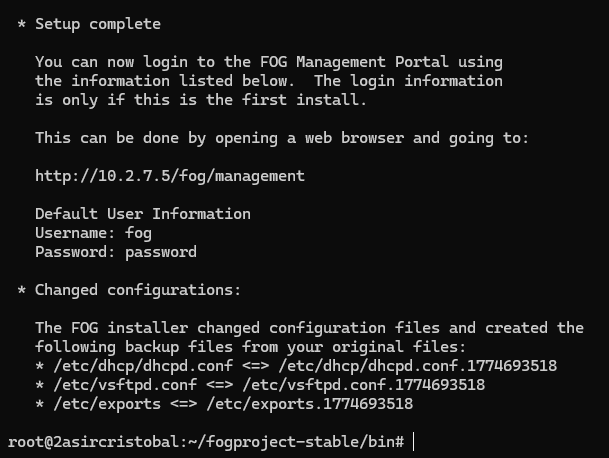 * Setup complete
You can now login to the FOG Management Portal using
the information listed below.  The login information
is only if this is the first install.
This can be done by opening a web browser and going to:
http://10.2.7.5/fog/management
Default User Information
Username: fog
Password: password
* Changed configurations:
The FOG installer changed configuration files and created the
following backup files from your original files:
* /etc/dhcp/dhcpd.conf <=> /etc/dhcp/dhcpd.conf.1774693518
* /etc/vsftpd.conf <=> /etc/vsftpd.conf.1774693518
* /etc/exports <=> /etc/exports.1774693518
root@2asircristobal:~/fogproject-stable/bin#